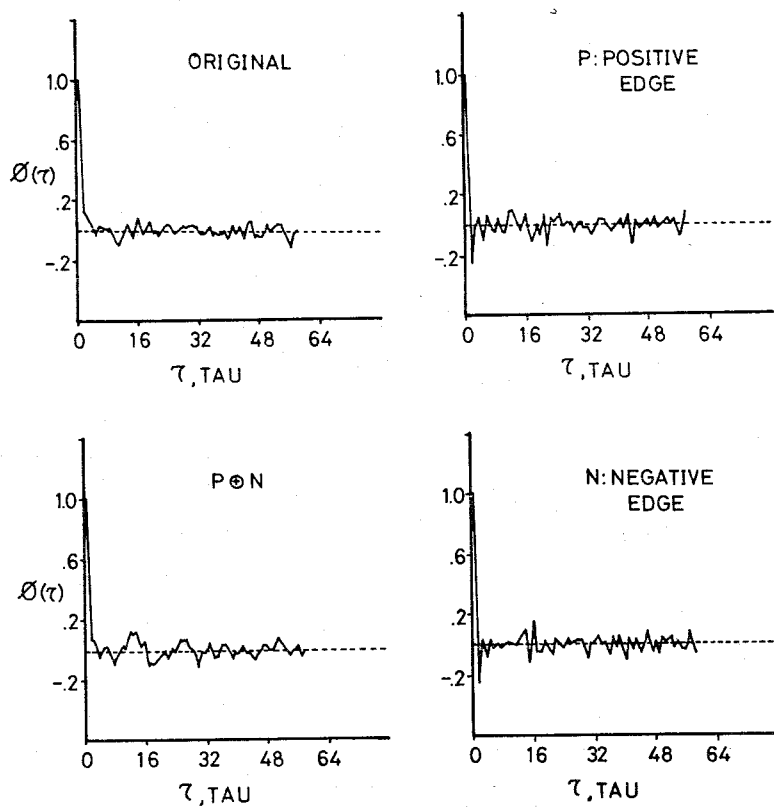 ORIGINAL
1.0
.6
Ø(τ)
.2
-.2
0 16 32 48 64
τ, TAU
P: POSITIVE
EDGE
1.0
.6
.2
-.2
0 16 32 48 64
τ, TAU
P⊕N
1.0
.6
Ø(τ)
.2
-.2
0 16 32 48 64
τ, TAU
N: NEGATIVE
EDGE
1.0
.6
.2
-.2
0 16 32 48 64
τ, TAU